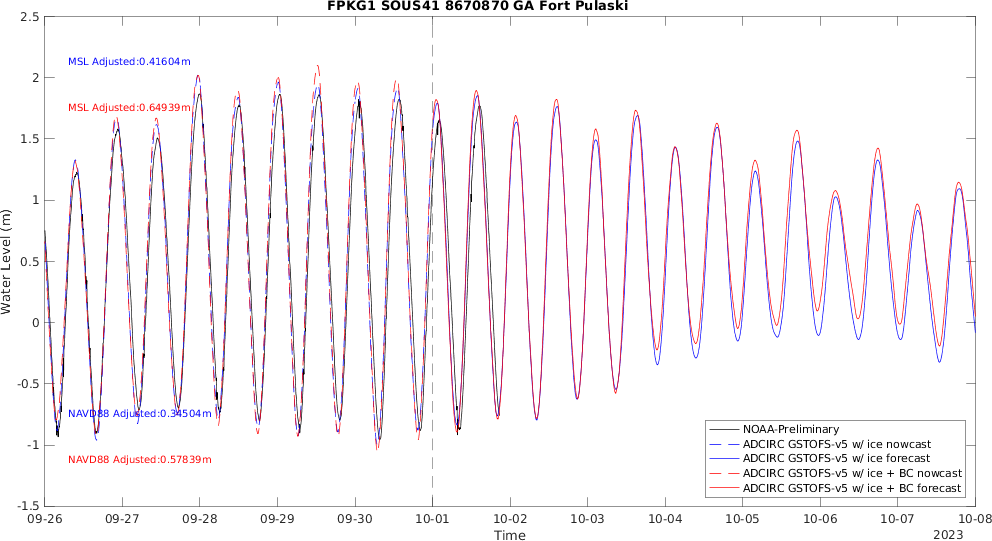 FPKG1 SOUS41 8670870 GA Fort Pulaski
2.5
2
1.5
1
0.5
0
-0.5
-1
-1.5
Water Level (m)
MSL Adjusted:0.41604m
MSL Adjusted:0.64939m
NAVD88 Adjusted:0.34504m
NAVD88 Adjusted:0.57839m
NOAA-Preliminary
ADCIRC GSTOFS-v5 w/ ice nowcast
ADCIRC GSTOFS-v5 w/ ice forecast
ADCIRC GSTOFS-v5 w/ ice + BC nowcast
ADCIRC GSTOFS-v5 w/ ice + BC forecast
09-26 09-27 09-28 09-29 09-30 10-01 10-02 10-03 10-04 10-05 10-06 10-07 10-08
Time
2023